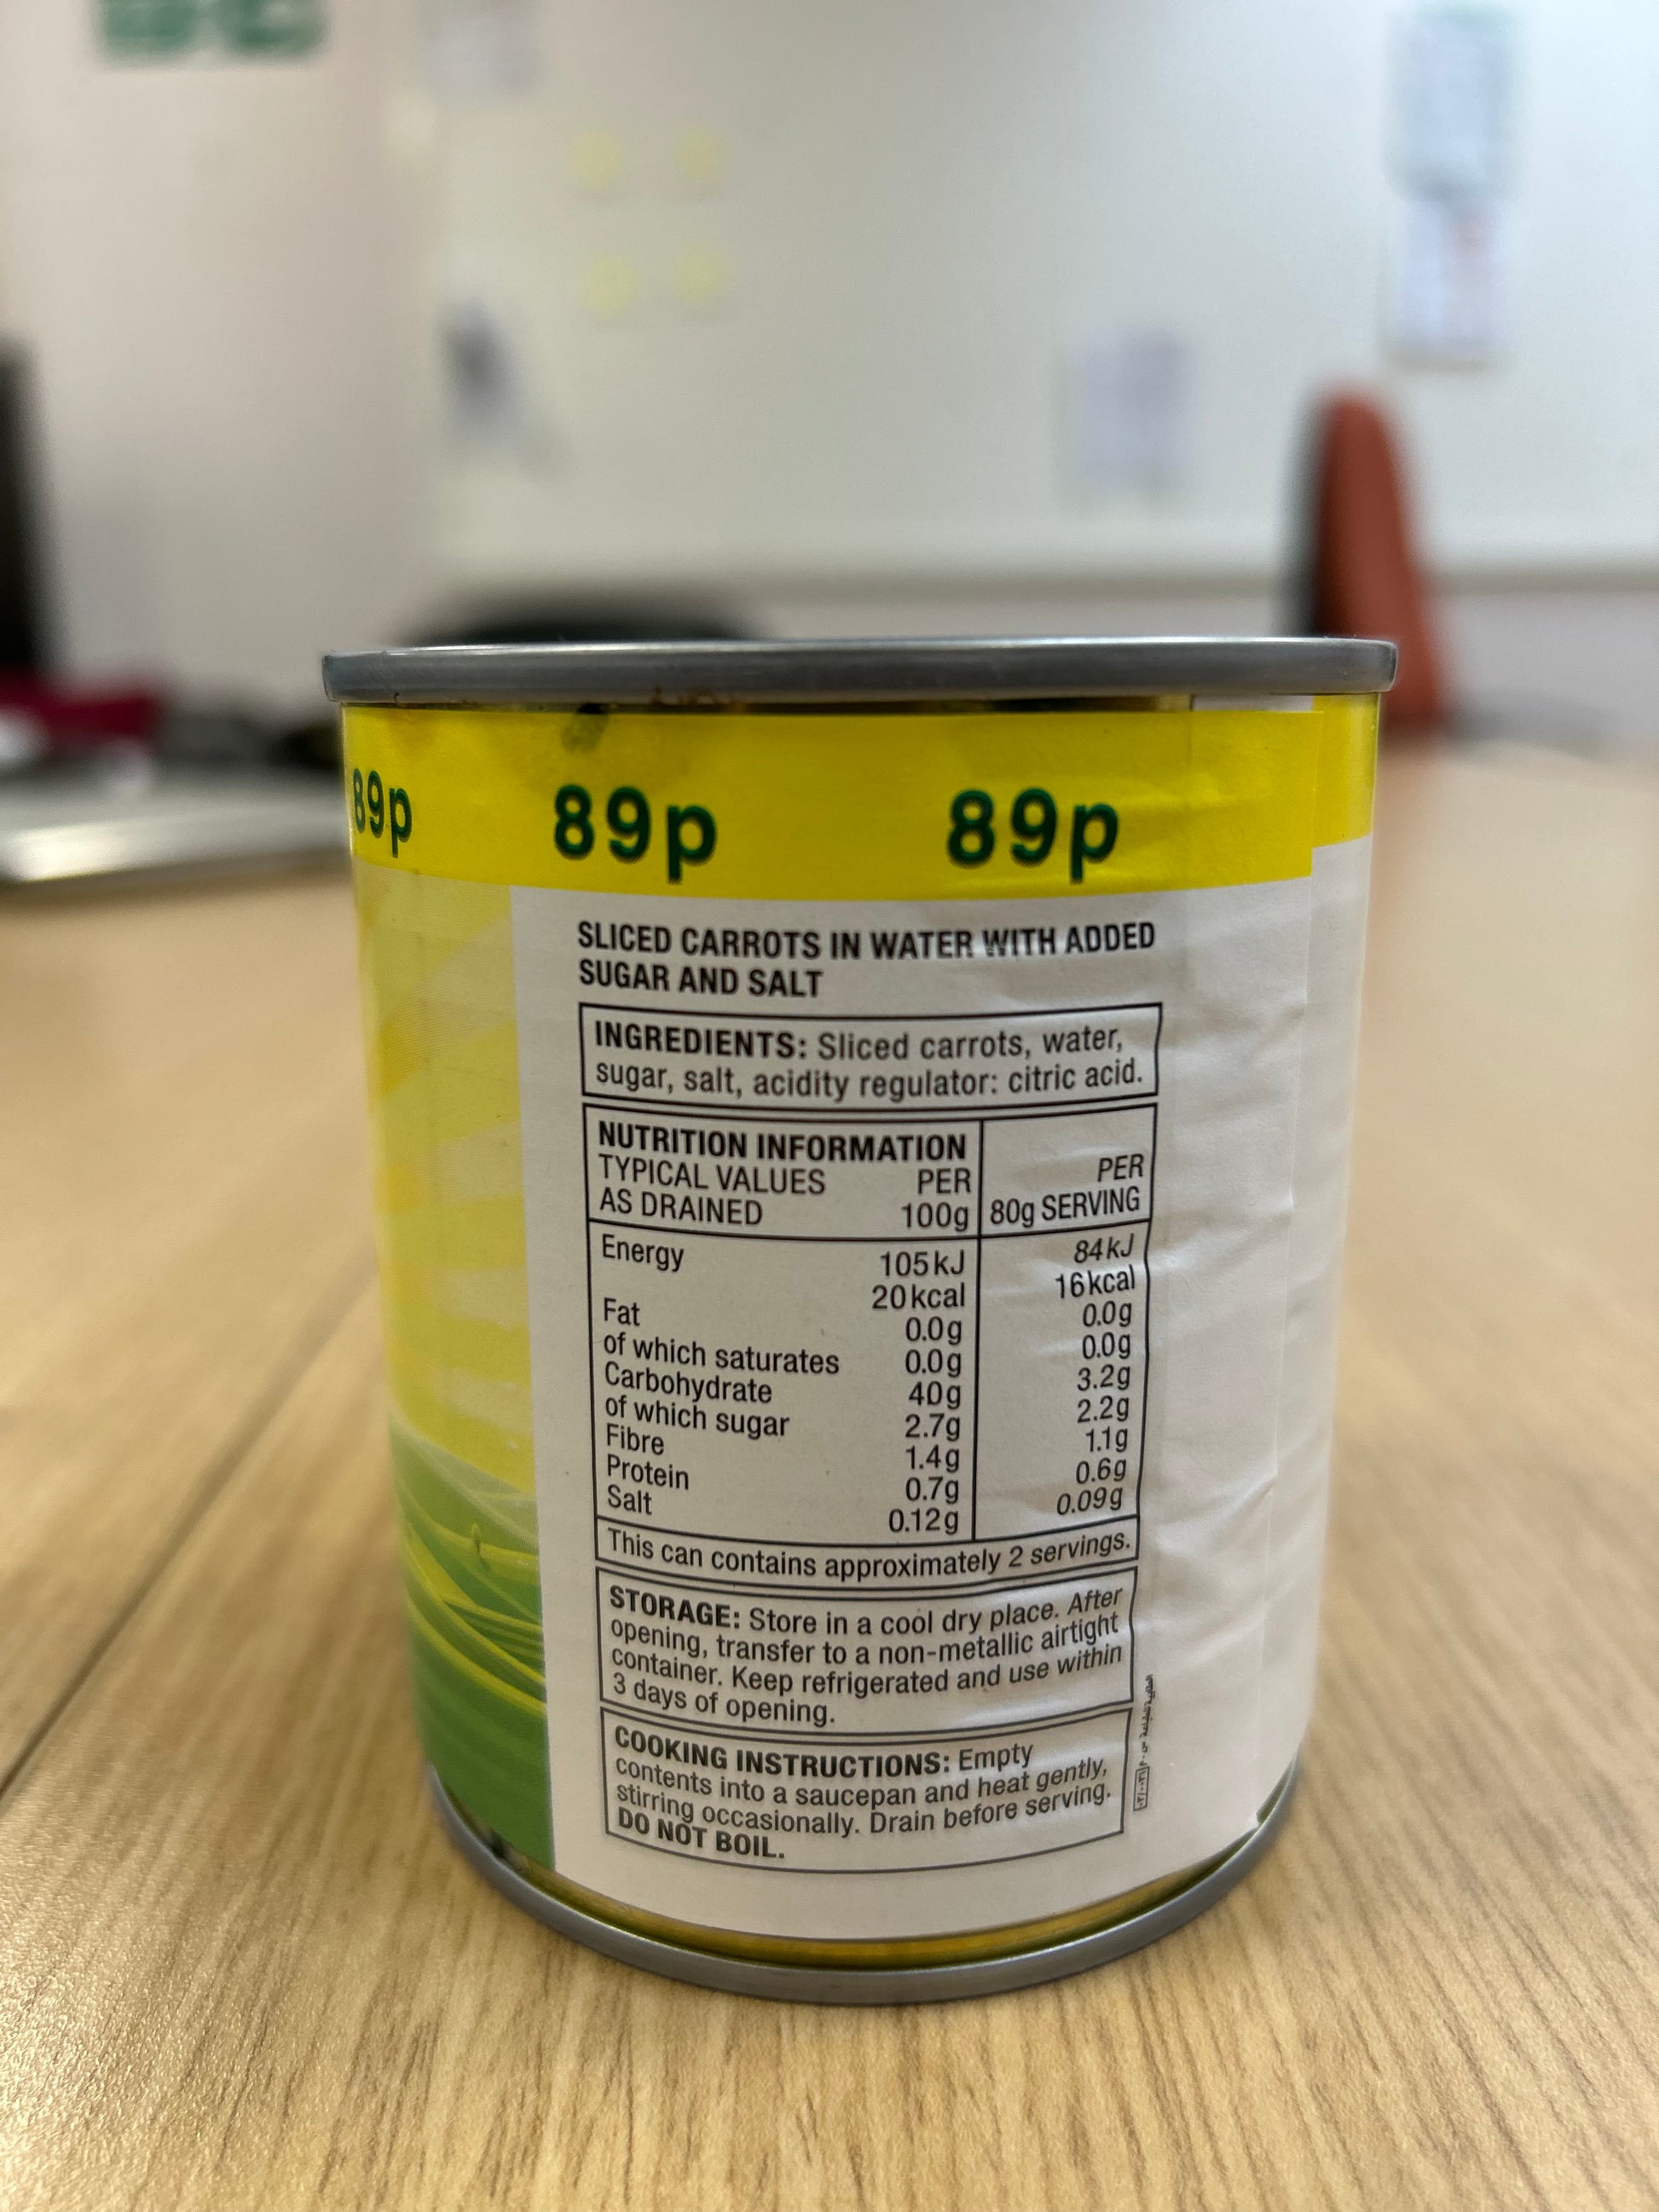 89p 89p 89p
SLICED CARROTS IN WATER WITH ADDED
SUGAR AND SALT
INGREDIENTS: Sliced carrots, water,
sugar, salt, acidity regulator: citric acid.
NUTRITION INFORMATION
TYPICAL VALUES PER PER
AS DRAINED 100g 80g SERVING
Energy 105kJ 84kJ
20kcal 16kcal
Fat 0.0g 0.0g
of which saturates 0.0g 0.0g
Carbohydrate 40g 3.2g
of which sugar 2.7g 2.2g
Fibre 1.4g 1.1g
Protein 0.7g 0.6g
Salt 0.12g 0.09g
This can contains approximately 2 servings.
STORAGE: Store in a cool dry place. After
opening, transfer to a non-metallic airtight
container. Keep refrigerated and use within
3 days of opening.
COOKING INSTRUCTIONS: Empty
contents into a saucepan and heat gently,
stirring occasionally. Drain before serving.
DO NOT BOIL.